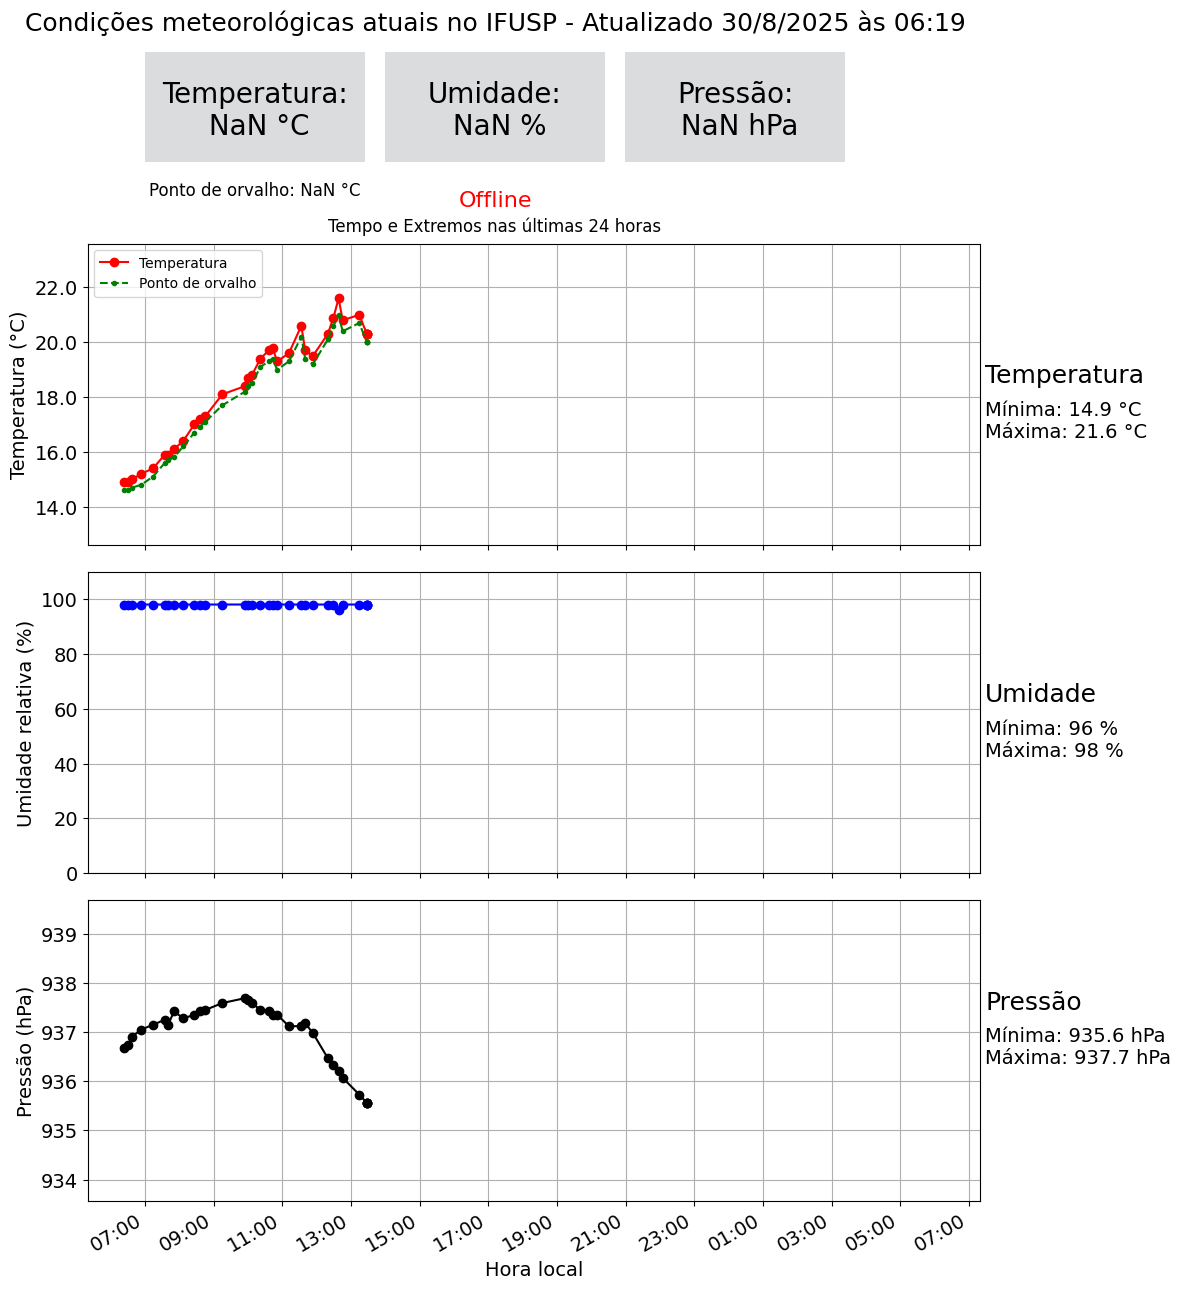 Condições meteorológicas atuais no IFUSP - Atualizado 30/8/2025 às 06:19
Temperatura:
NaN °C
Umidade:
NaN %
Pressão:
NaN hPa
Ponto de orvalho: NaN °C
Offline
Tempo e Extremos nas últimas 24 horas
Temperatura
Ponto de orvalho
22.0
20.0
18.0
16.0
14.0
Temperatura (°C)
Temperatura
Mínima: 14.9 °C
Máxima: 21.6 °C
100
80
60
40
20
0
Umidade relativa (%)
Umidade
Mínima: 96 %
Máxima: 98 %
939
938
937
936
935
934
Pressão (hPa)
Pressão
Mínima: 935.6 hPa
Máxima: 937.7 hPa
07:00 09:00 11:00 13:00 15:00 17:00 19:00 21:00 23:00 01:00 03:00 05:00 07:00
Hora local